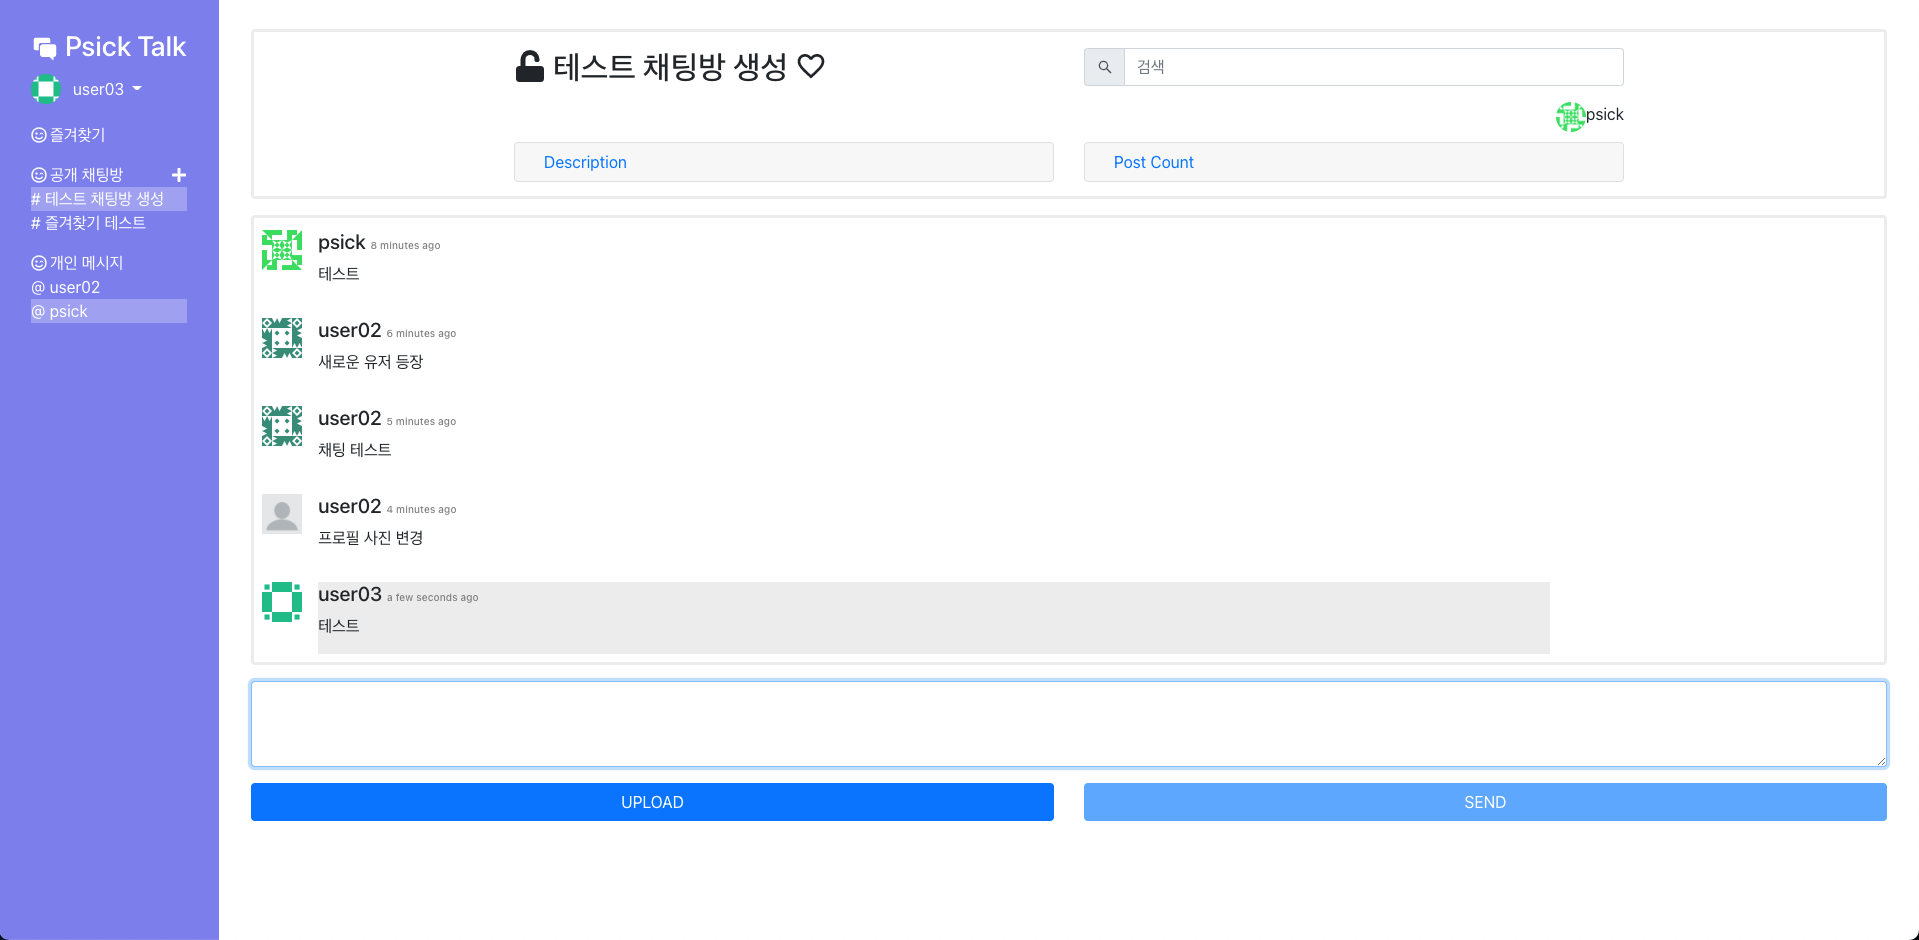 Psick Talk
user03
즐겨찾기
공개 채팅방
# 테스트 채팅방 생성
# 즐겨찾기 테스트
개인 메시지
@ user02
@ psick
테스트 채팅방 생성
검색
psick
Description
Post Count
psick 8 minutes ago
테스트
user02 6 minutes ago
새로운 유저 등장
user02 5 minutes ago
채팅 테스트
user02 4 minutes ago
프로필 사진 변경
user03 a few seconds ago
테스트
UPLOAD
SEND